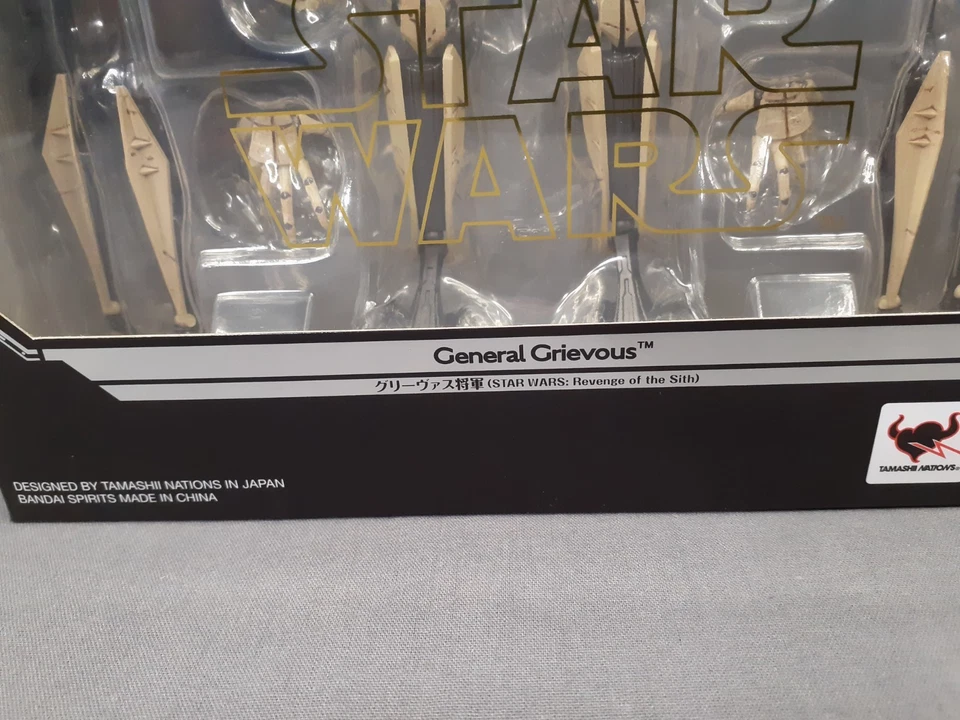 STAR
WARS
General Grievous™
グリーヴァス将軍 (STAR WARS: Revenge of the Sith)
TAMASHII NATIONS
DESIGNED BY TAMASHII NATIONS IN JAPAN
BANDAI SPIRITS MADE IN CHINA